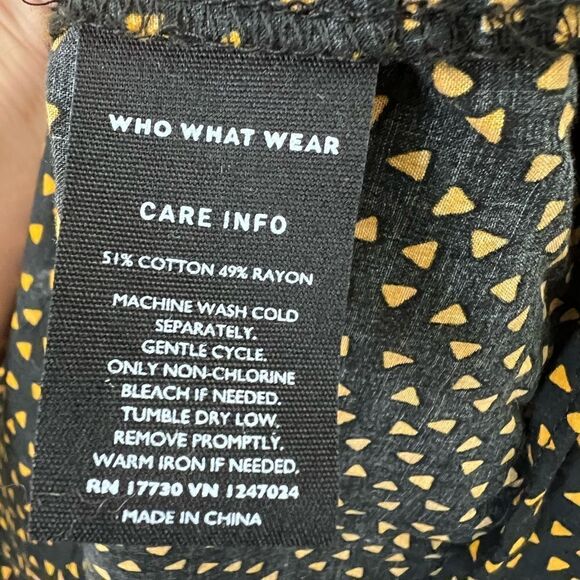 WHO WHAT WEAR
CARE INFO
51% COTTON 49% RAYON
MACHINE WASH COLD
SEPARATELY.
GENTLE CYCLE.
ONLY NON-CHLORINE
BLEACH IF NEEDED.
TUMBLE DRY LOW.
REMOVE PROMPTLY.
WARM IRON IF NEEDED.
RN 17730 VN 1247024
MADE IN CHINA